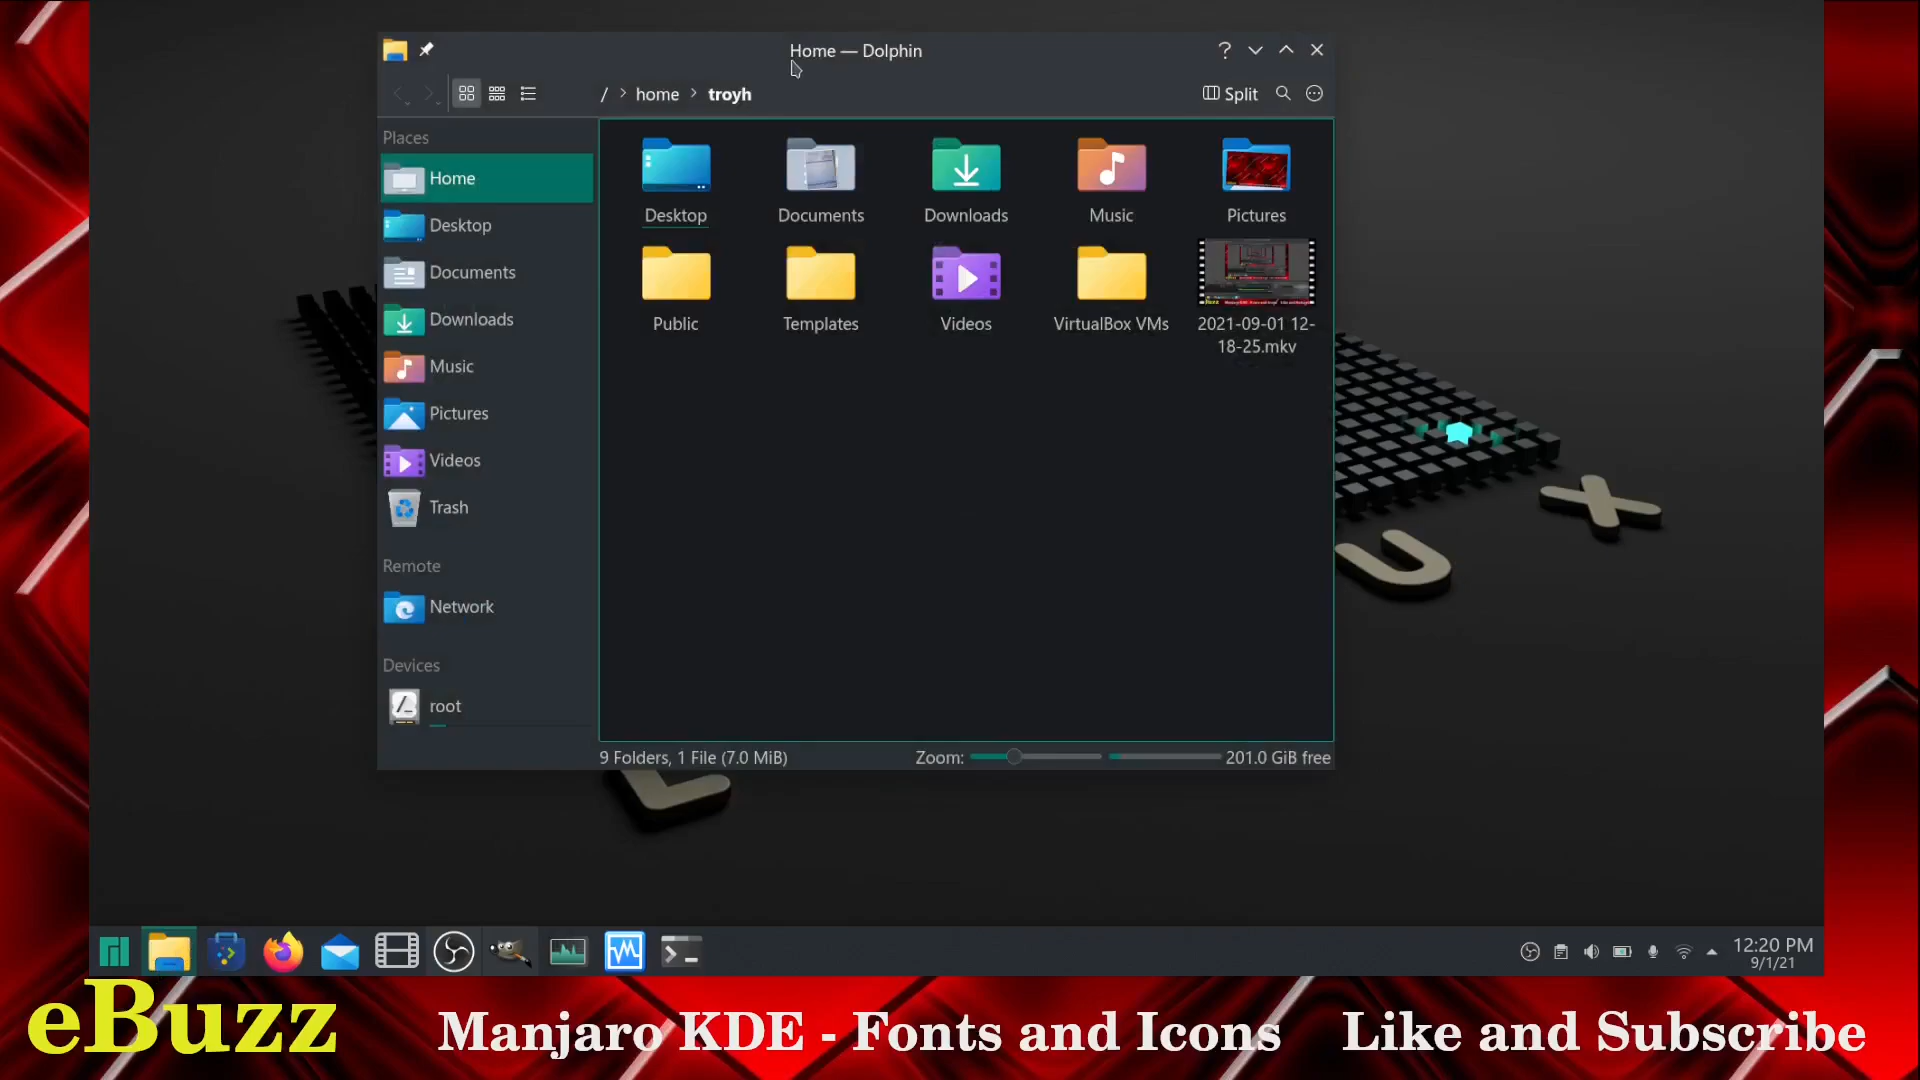 Home — Dolphin
/ > home > troyh
Split
Places
Home
Desktop
Documents
Downloads
Music
Pictures
Videos
Trash
Remote
Network
Devices
root
Desktop
Documents
Downloads
Music
Pictures
Public
Templates
Videos
VirtualBox VMs
2021-09-01 12-
18-25.mkv
9 Folders, 1 File (7.0 MiB)
Zoom:
201.0 GiB free
L
U
X
12:20 PM
9/1/21
eBuzz
Manjaro KDE - Fonts and Icons
Like and Subscribe